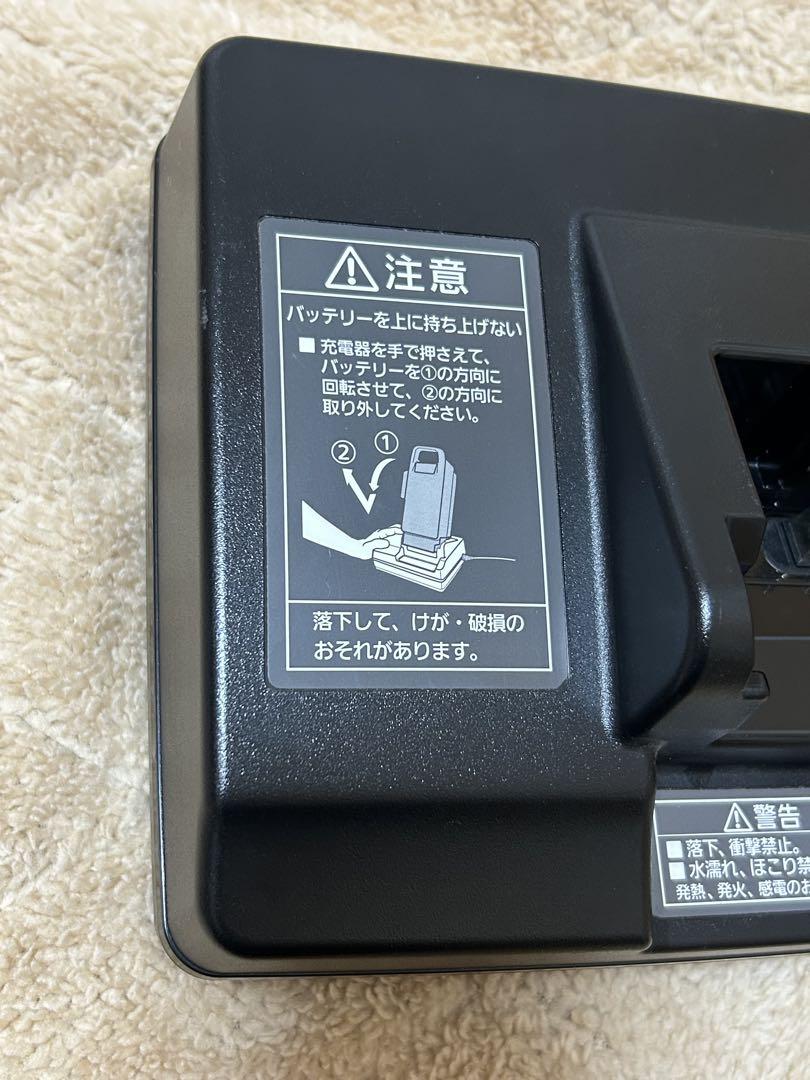 ⚠注意
バッテリーを上に持ち上げない
■ 充電器を手で押さえて、
バッテリーを①の方向に
回転させて、②の方向に
取り外してください。
② ①
落下して、けが・破損の
おそれがあります。
⚠警告
■落下、衝撃禁止。
■水濡れ、ほこり禁
発熱、発火、感電のお